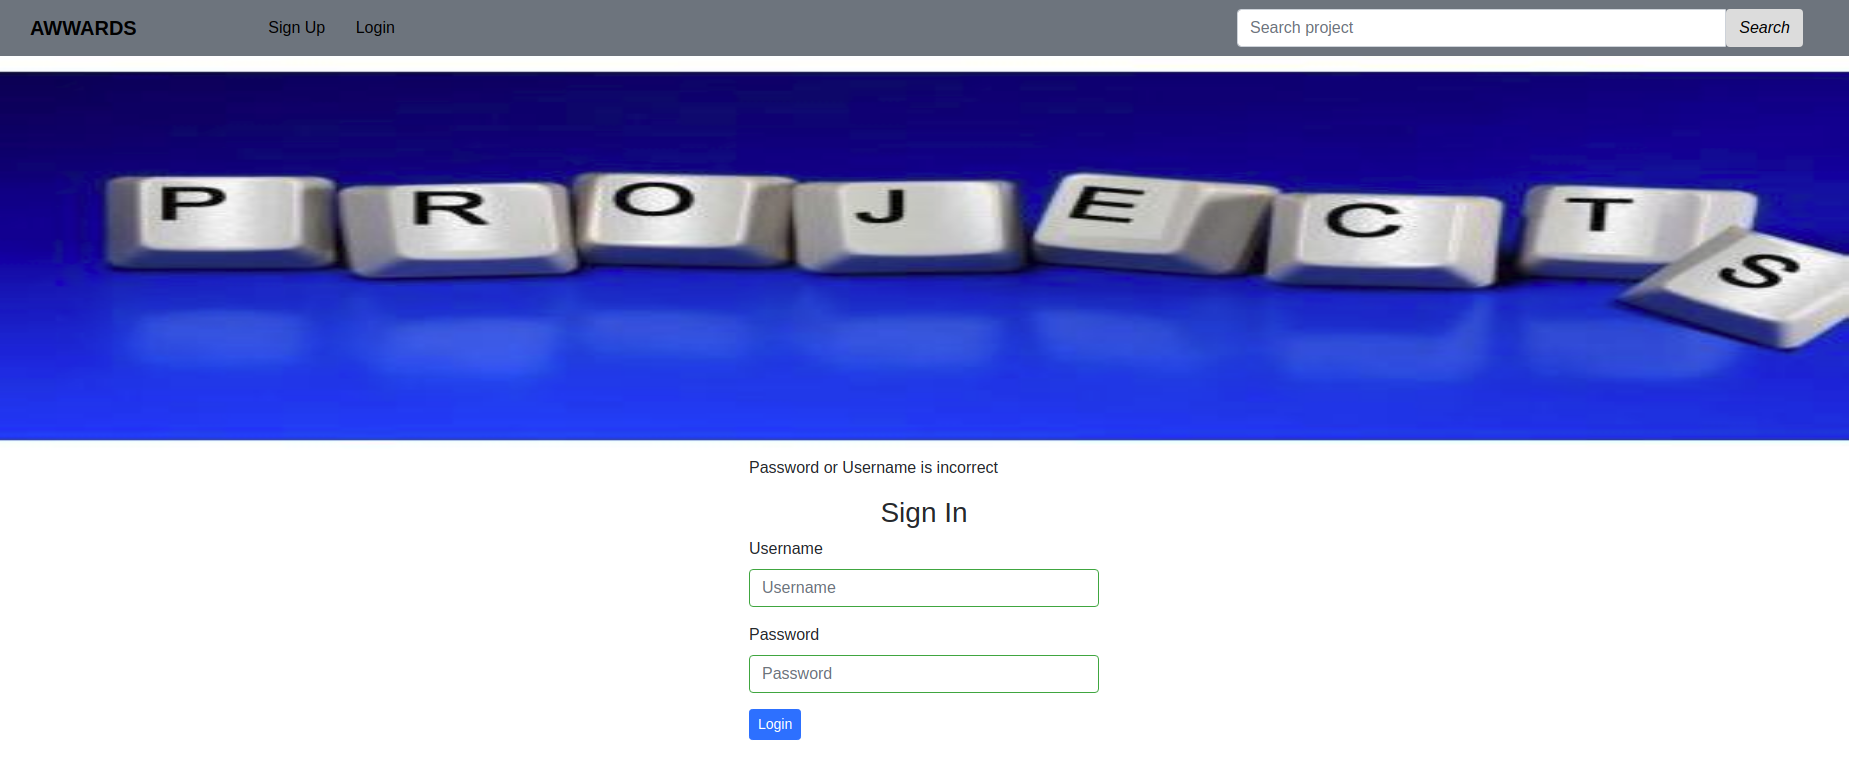 AWWARDS Sign Up Login Search project Search
PROJECTS
Password or Username is incorrect
Sign In
Username
Username
Password
Password
Login